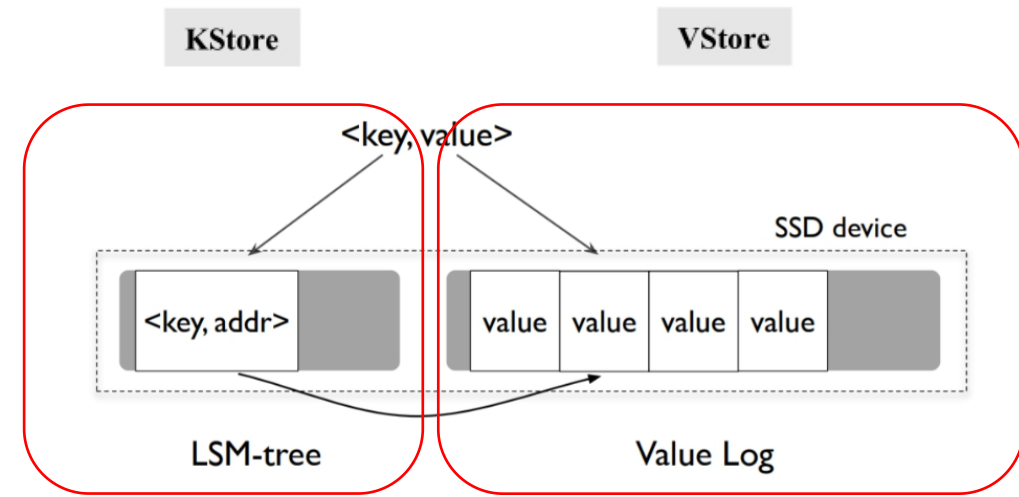 KStore
VStore
<key, value>
SSD device
<key, addr>
value
value
value
value
LSM-tree
Value Log